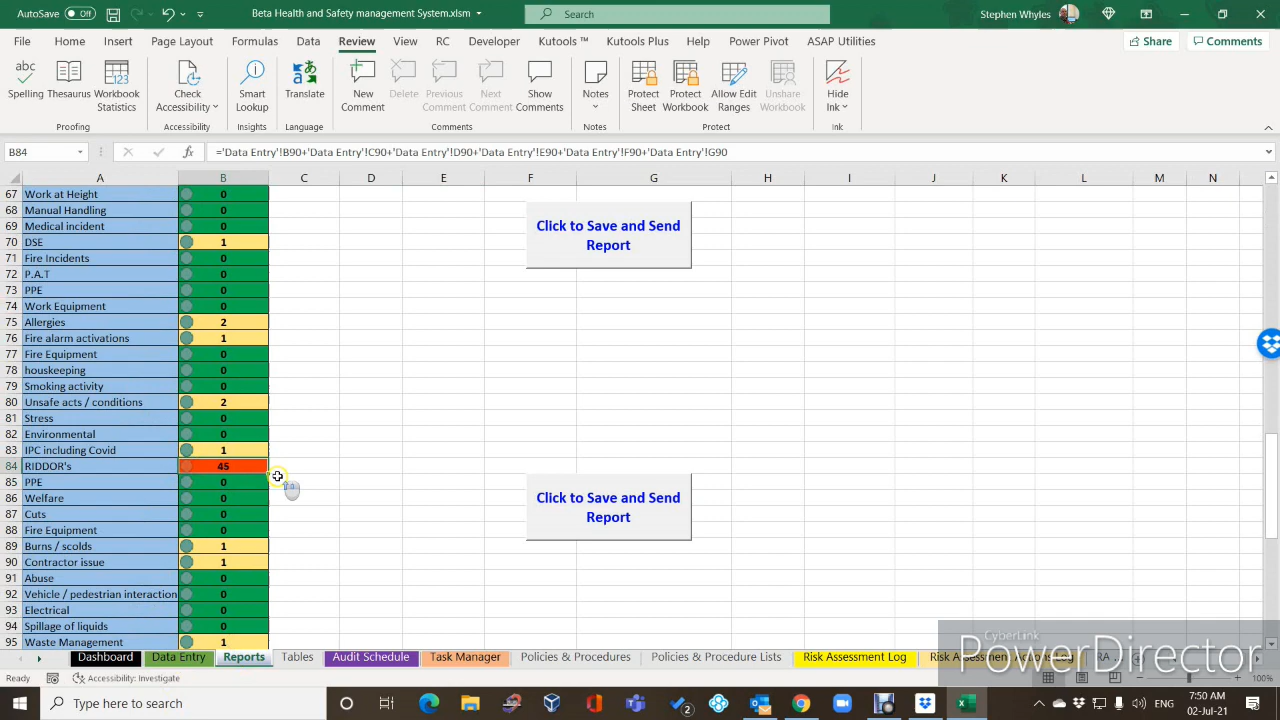 AutoSave Off Beta Health and Safety management System.xlsm Search Stephen Whyles
File Home Insert Page Layout Formulas Data Review View RC Developer Kutools ™ Kutools Plus Help Power Pivot ASAP Utilities Share Comments
abc 123
Spelling Thesaurus Workbook Statistics Check Accessibility Smart Lookup Translate New Comment Delete Previous Comment Next Comment Show Comments Notes Protect Sheet Protect Workbook Allow Edit Ranges Unshare Workbook Hide Ink
Proofing Accessibility Insights Language Comments Notes Protect Ink
B84 fx ='Data Entry'!B90+'Data Entry'!C90+'Data Entry'!D90+'Data Entry'!E90+'Data Entry'!F90+'Data Entry'!G90
A B C D E F G H I J K L M N
67 Work at Height 0
68 Manual Handling 0
69 Medical incident 0
70 DSE 1
71 Fire Incidents 0
72 P.A.T 0
73 PPE 0
74 Work Equipment 0
75 Allergies 2
76 Fire alarm activations 1
77 Fire Equipment 0
78 houskeeping 0
79 Smoking activity 0
80 Unsafe acts / conditions 2
81 Stress 0
82 Environmental 0
83 IPC including Covid 1
84 RIDDOR's 45
85 PPE 0
86 Welfare 0
87 Cuts 0
88 Fire Equipment 0
89 Burns / scolds 1
90 Contractor issue 1
91 Abuse 0
92 Vehicle / pedestrian interaction 0
93 Electrical 0
94 Spillage of liquids 0
95 Waste Management 1
Click to Save and Send
Report
Click to Save and Send
Report
Dashboard Data Entry Reports Tables Audit Schedule Task Manager Policies & Procedures Policies & Procedure Lists Risk Assessment Log Risk Assessment Actions Log RA
CyberLink
PowerDirector
Ready Accessibility: Investigate 100%
Type here to search 2 ENG 7:50 AM
02-Jul-21